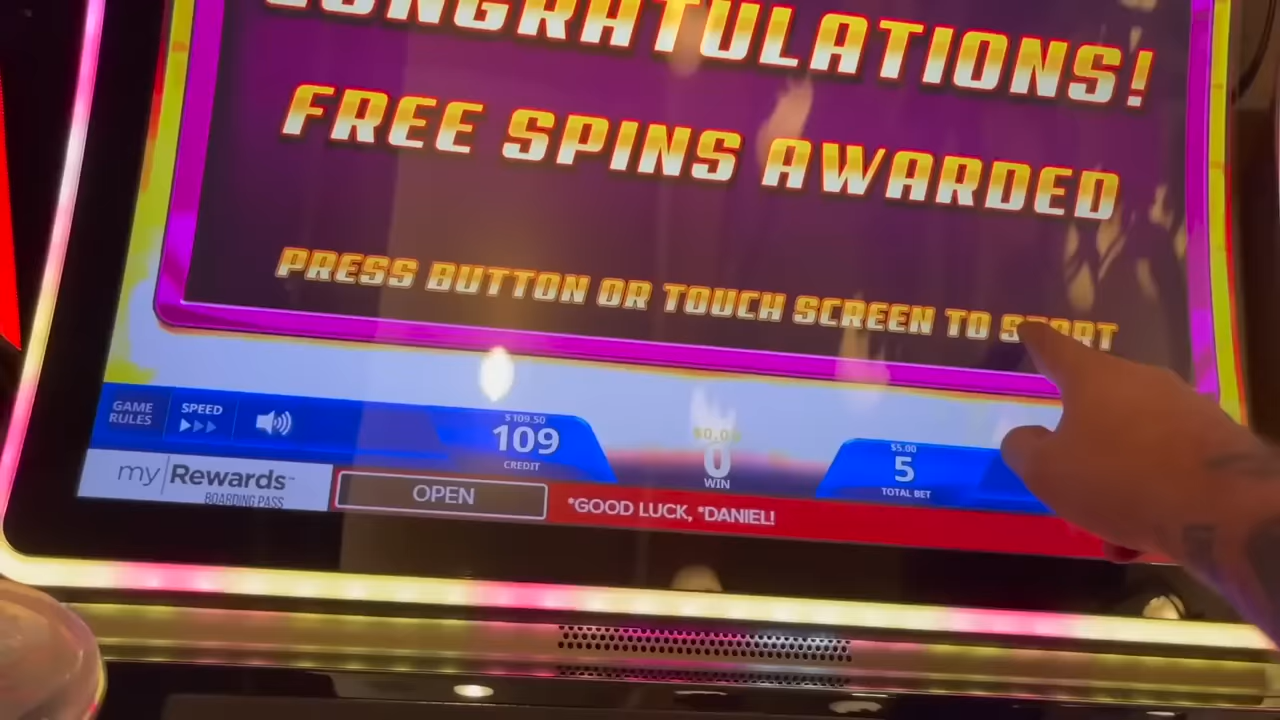 CONGRATULATIONS!
FREE SPINS AWARDED
PRESS BUTTON OR TOUCH SCREEN TO START
GAME RULES
SPEED
$109.50
109
CREDIT
0
WIN
$5.00
5
TOTAL BET
my|Rewards™
BOARDING PASS
OPEN
*GOOD LUCK, *DANIEL!